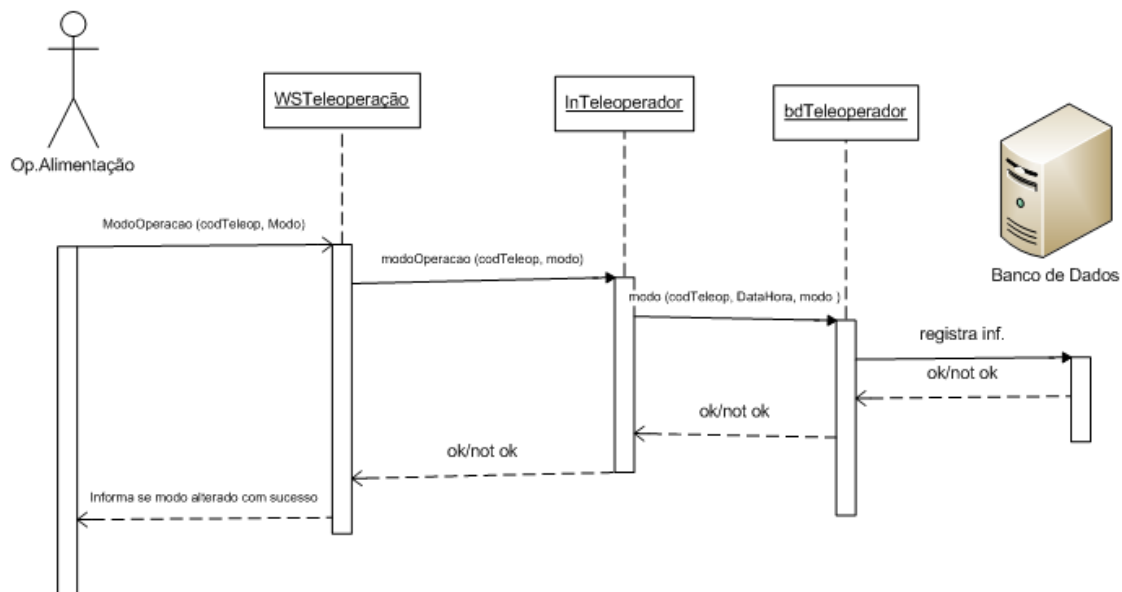 WSTeleoperação
lnTeleoperador
bdTeleoperador
Op.Alimentação
Banco de Dados
ModoOperacao (codTeleop, Modo)
modoOperacao (codTeleop, modo)
modo (codTeleop, DataHora, modo )
registra inf.
ok/not ok
ok/not ok
ok/not ok
Informa se modo alterado com sucesso